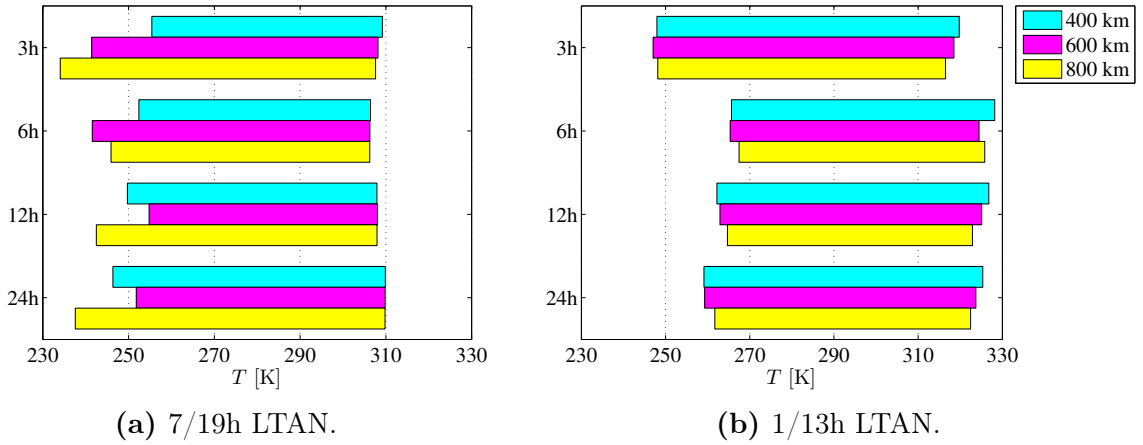 3h
6h
12h
24h
230 250 270 290 310 330
T [K]
(a) 7/19h LTAN.
3h
6h
12h
24h
230 250 270 290 310 330
T [K]
(b) 1/13h LTAN.
400 km
600 km
800 km